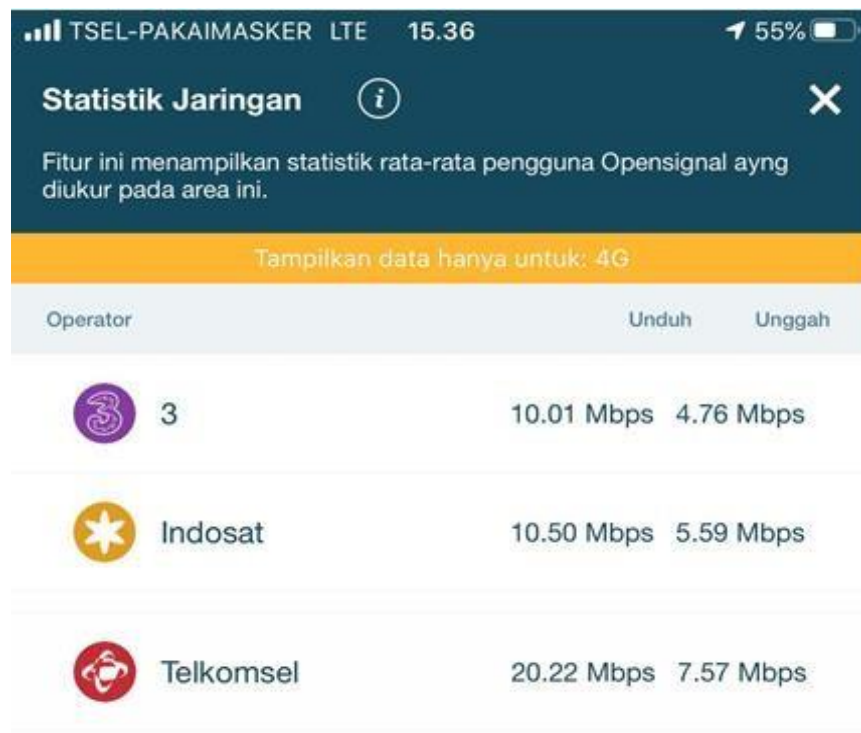 TSEL-PAKAIMASKER LTE 15.36 55%
Statistik Jaringan i
Fitur ini menampilkan statistik rata-rata pengguna Opensignal ayng
diukur pada area ini.
Tampilkan data hanya untuk: 4G
Operator Unduh Unggah
3 3 10.01 Mbps 4.76 Mbps
Indosat 10.50 Mbps 5.59 Mbps
Telkomsel 20.22 Mbps 7.57 Mbps